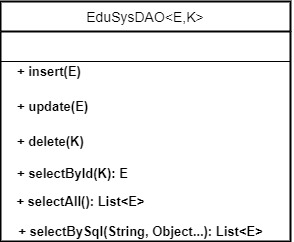 EduSysDAO<E,K>
+ insert(E)
+ update(E)
+ delete(K)
+ selectById(K): E
+ selectAll(): List<E>
+ selectBySql(String, Object...): List<E>